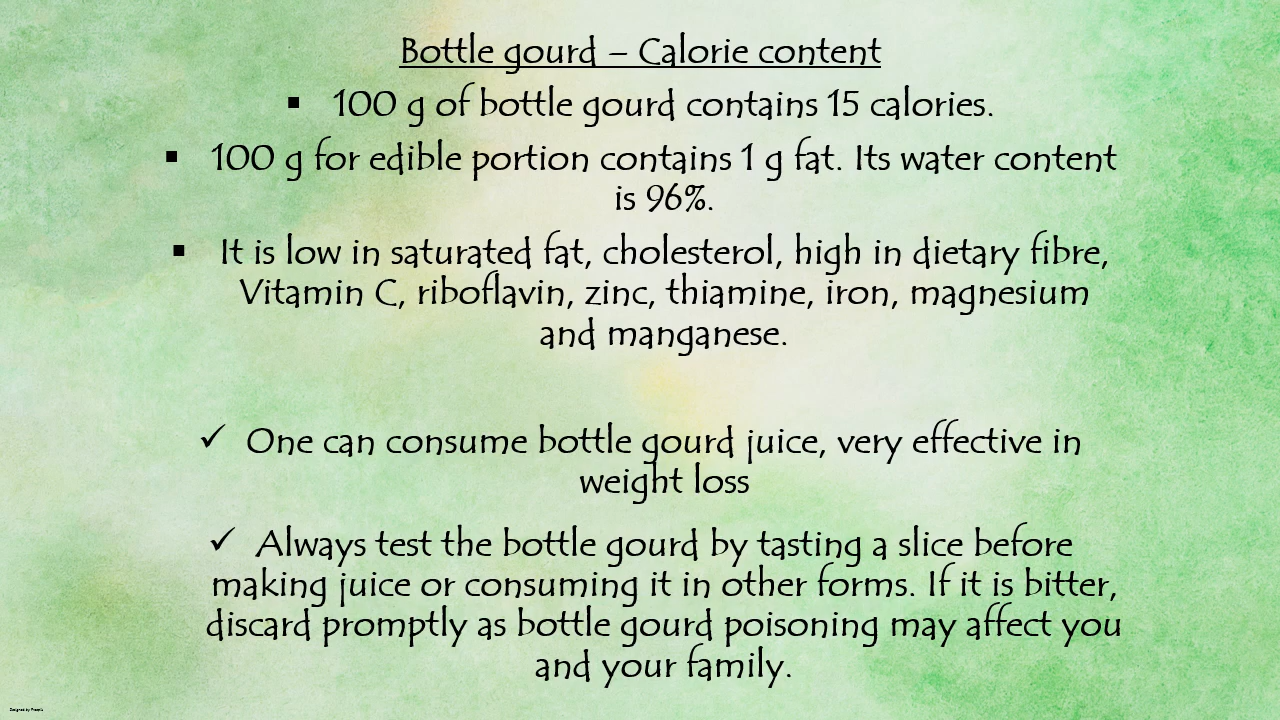 Bottle gourd – Calorie content
▪ 100 g of bottle gourd contains 15 calories.
▪ 100 g for edible portion contains 1 g fat. Its water content
is 96%.
▪ It is low in saturated fat, cholesterol, high in dietary fibre,
Vitamin C, riboflavin, zinc, thiamine, iron, magnesium
and manganese.
✓ One can consume bottle gourd juice, very effective in
weight loss
✓ Always test the bottle gourd by tasting a slice before
making juice or consuming it in other forms. If it is bitter,
discard promptly as bottle gourd poisoning may affect you
and your family.
Designed by Freepik